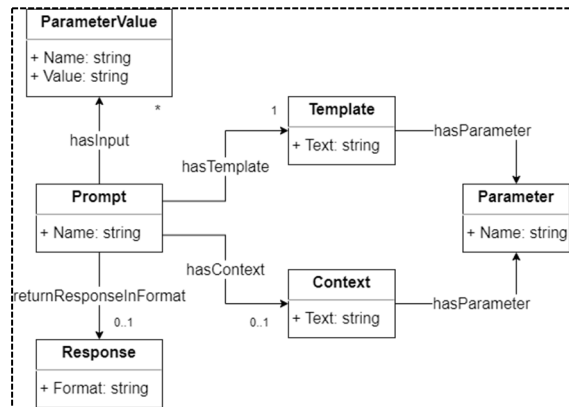 ParameterValue
+ Name: string
+ Value: string
*
hasInput
1
Template
+ Text: string
hasParameter
hasTemplate
Prompt
+ Name: string
Parameter
+ Name: string
hasContext
returnResponseInFormat
0..1
0..1
Context
+ Text: string
hasParameter
Response
+ Format: string